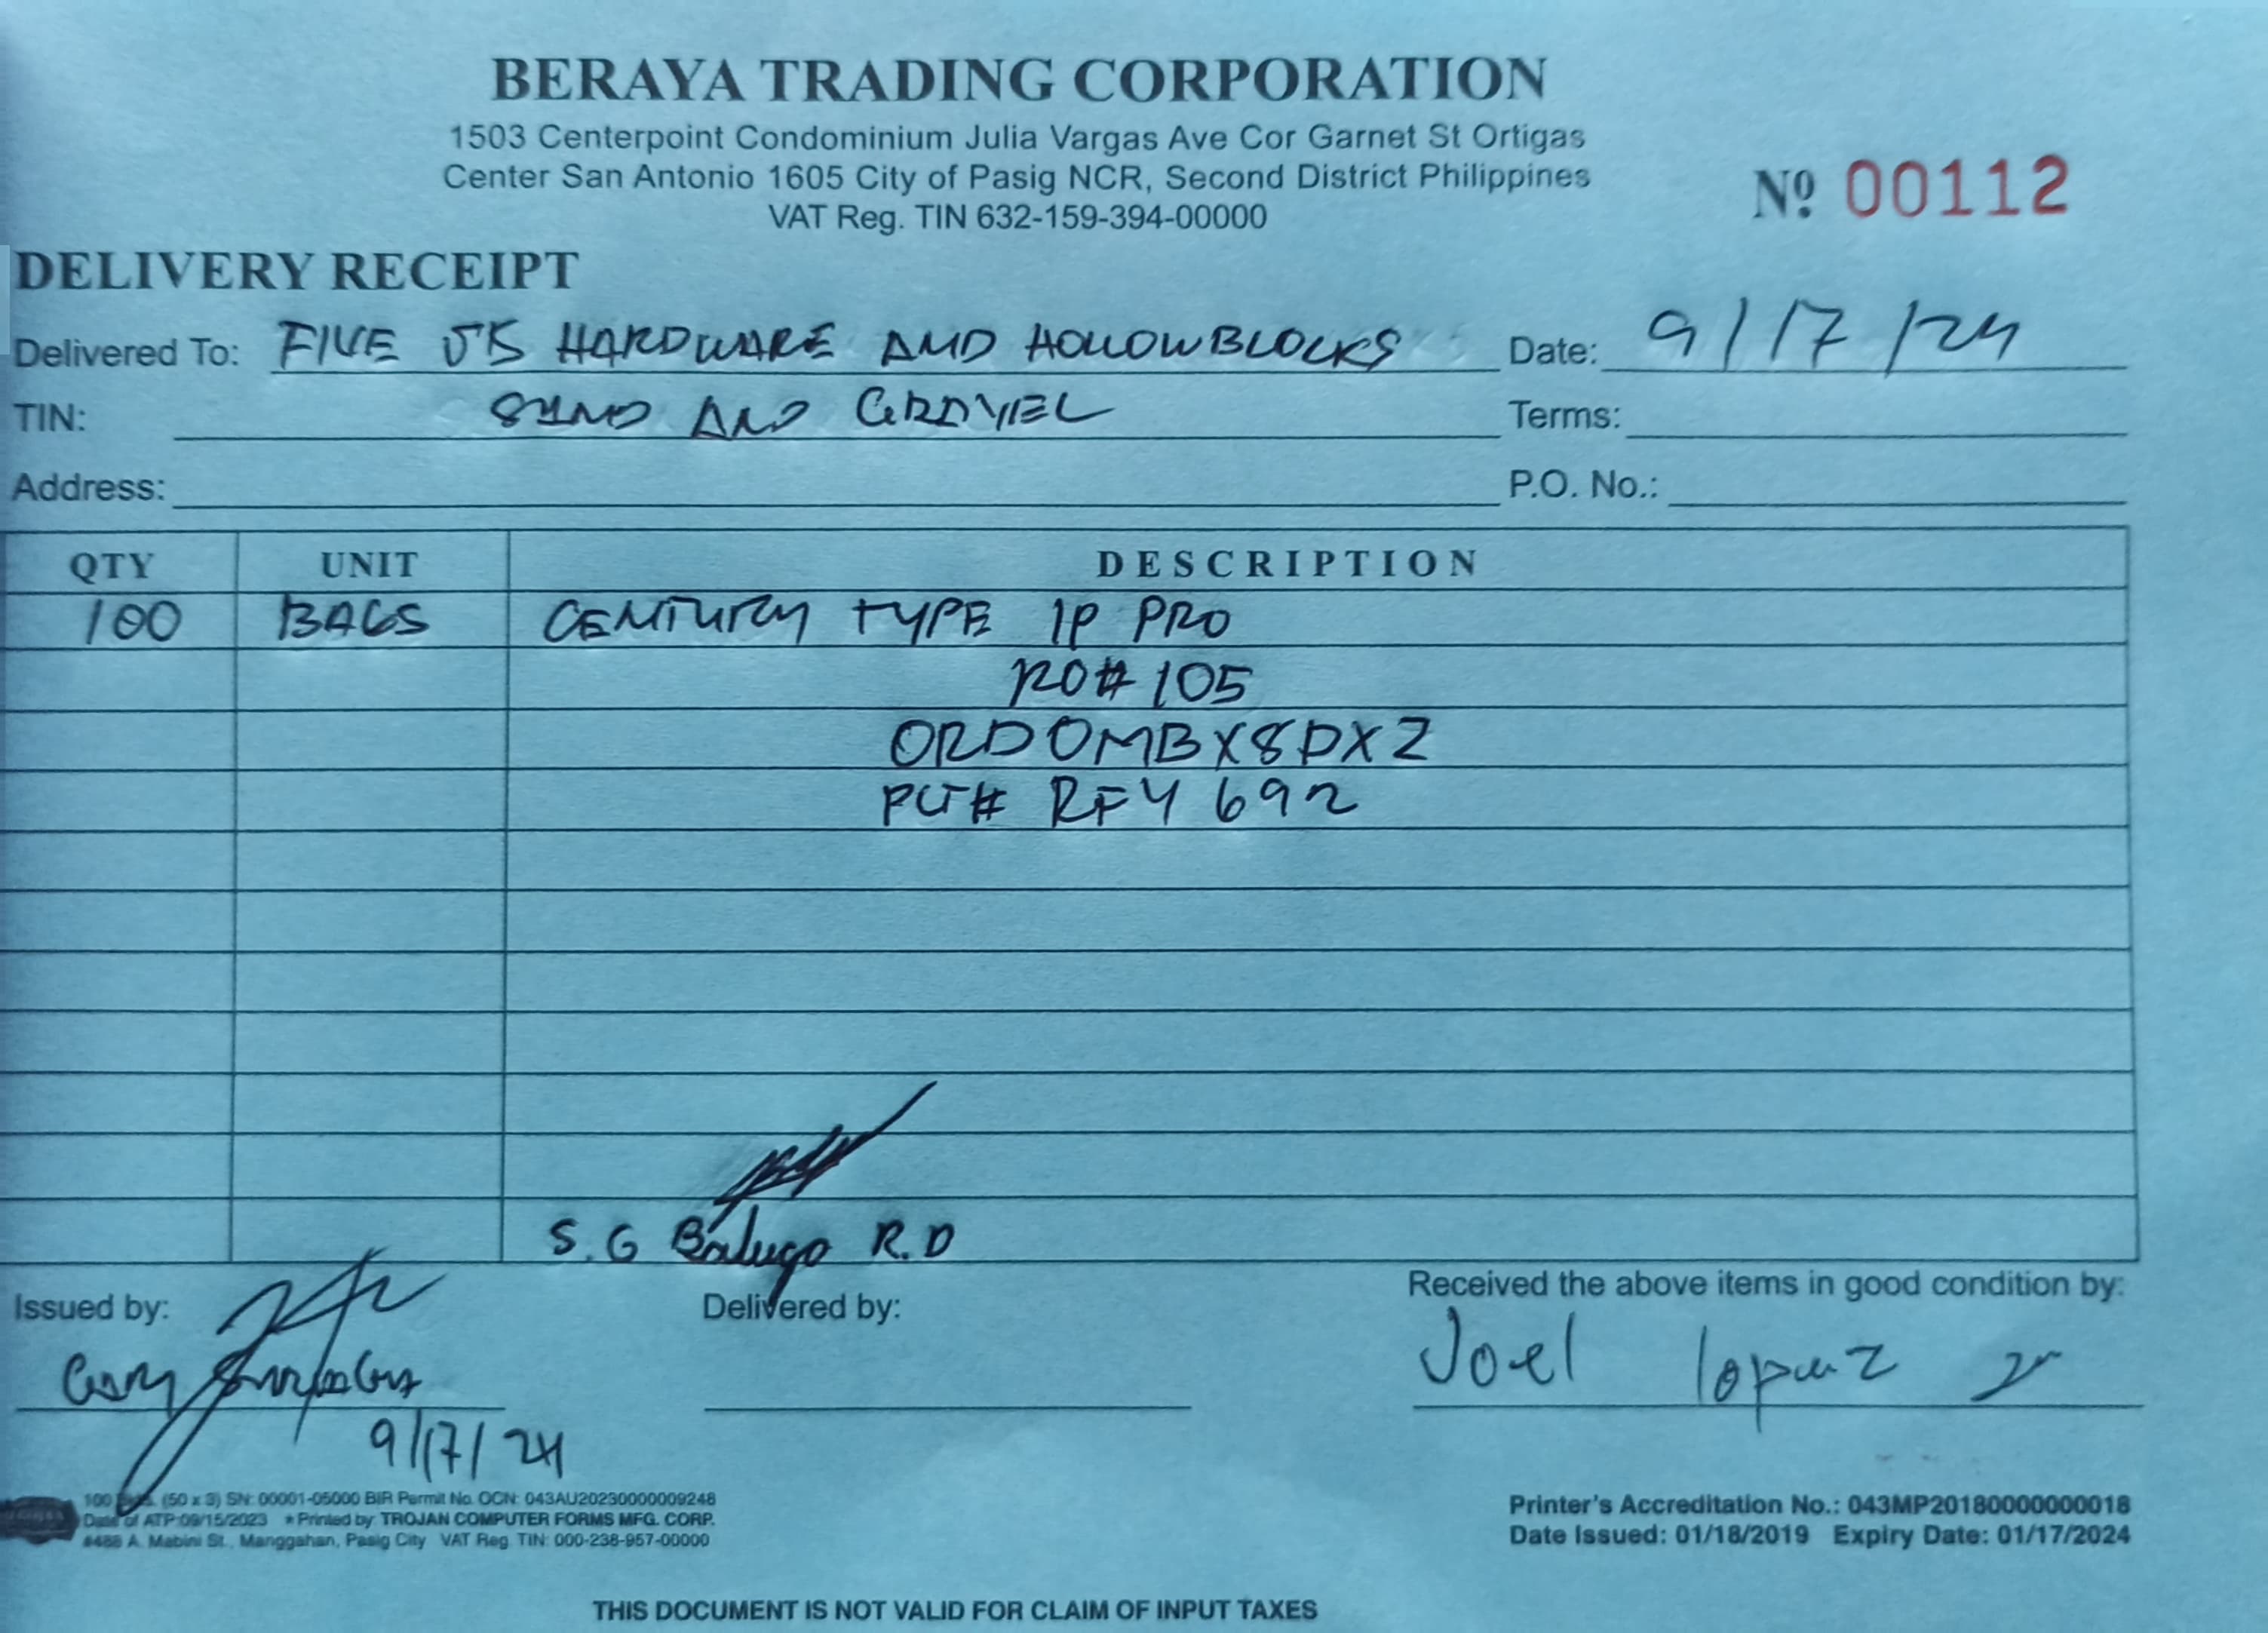 BERAYA TRADING CORPORATION
1503 Centerpoint Condominium Julia Vargas Ave Cor Garnet St Ortigas
Center San Antonio 1605 City of Pasig NCR, Second District Philippines
VAT Reg. TIN 632-159-394-00000
Nº 00112
DELIVERY RECEIPT
Delivered To: FIVE JS HARDWARE AND HOLLOWBLOCKS Date: 9/17/24
TIN: SAND AND GRAVEL Terms:
Address: P.O. No.:
QTY UNIT DESCRIPTION
100 BAGS CENTURY TYPE 1P PRO
RO# 105
ORDOMBX8DXZ
PLT# RFY 692
S.G Balugo R.D
Issued by: Delivered by: Received the above items in good condition by:
Joel lopez
9/17/24
100 (50 x 3) SN: 00001-05000 BIR Permit No. OCN: 043AU20230000009248
Date of ATP:09/15/2023 * Printed by: TROJAN COMPUTER FORMS MFG. CORP.
#488 A. Mabini St., Manggahan, Pasig City VAT Reg. TIN: 000-238-957-00000
Printer's Accreditation No.: 043MP20180000000018
Date Issued: 01/18/2019 Expiry Date: 01/17/2024
THIS DOCUMENT IS NOT VALID FOR CLAIM OF INPUT TAXES